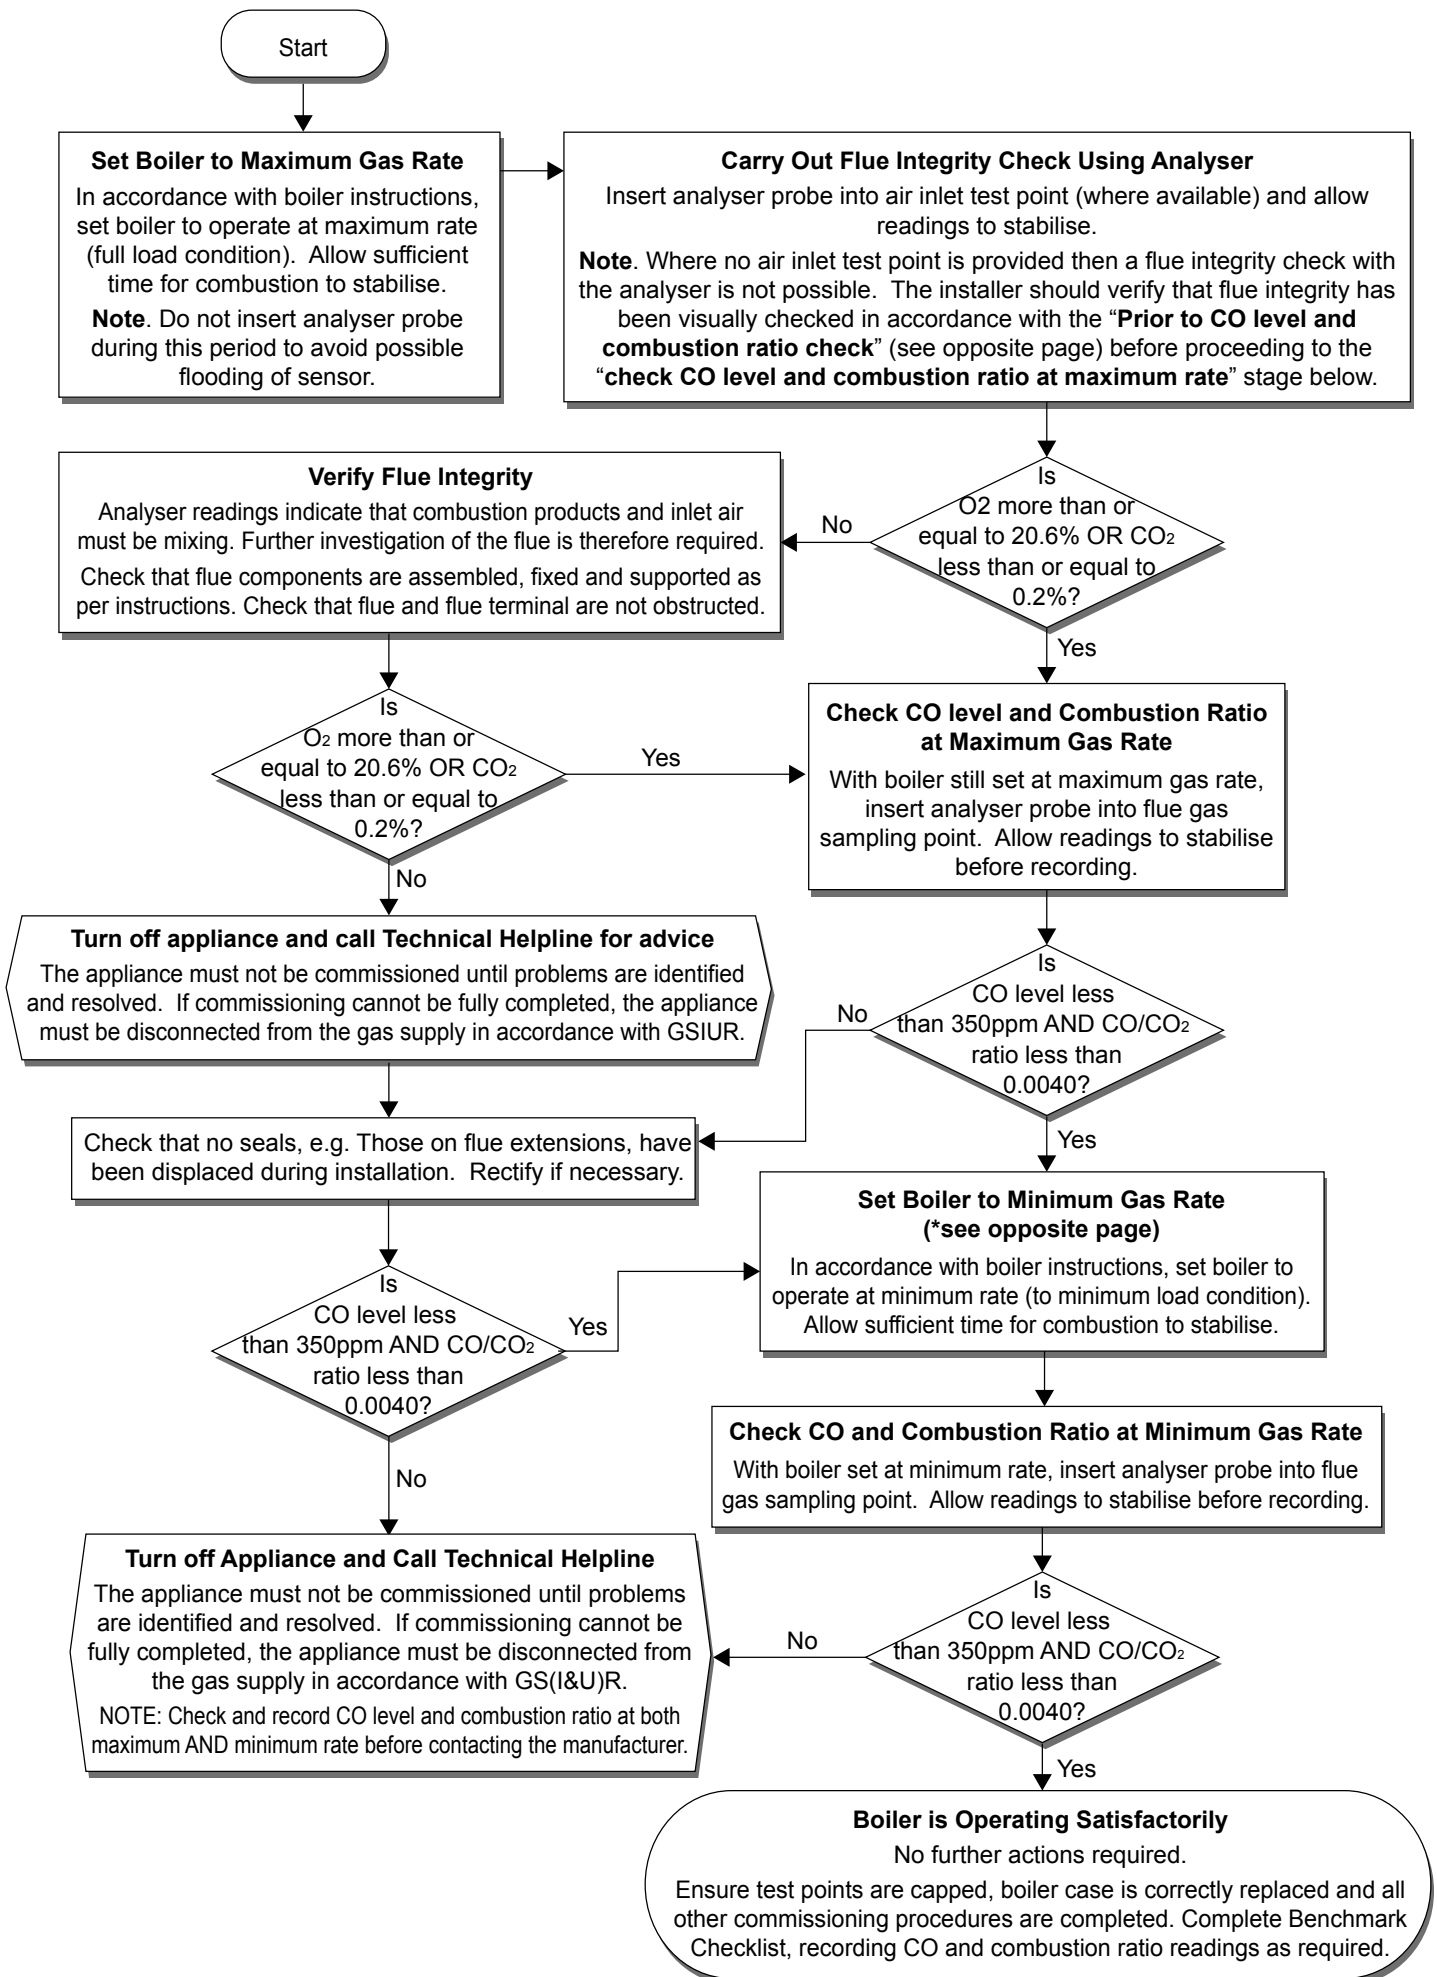 Start
Set Boiler to Maximum Gas Rate
In accordance with boiler instructions,
set boiler to operate at maximum rate
(full load condition).  Allow sufficient
time for combustion to stabilise.
Note. Do not insert analyser probe
during this period to avoid possible
flooding of sensor.
Carry Out Flue Integrity Check Using Analyser
Insert analyser probe into air inlet test point (where available) and allow
readings to stabilise.
Note. Where no air inlet test point is provided then a flue integrity check with
the analyser is not possible.  The installer should verify that flue integrity has
been visually checked in accordance with the “Prior to CO level and
combustion ratio check” (see opposite page) before proceeding to the
“check CO level and combustion ratio at maximum rate” stage below.
Is
O2 more than or
equal to 20.6% OR CO2
less than or equal to
0.2%?
No
Yes
Verify Flue Integrity
Analyser readings indicate that combustion products and inlet air
must be mixing. Further investigation of the flue is therefore required.
Check that flue components are assembled, fixed and supported as
per instructions. Check that flue and flue terminal are not obstructed.
Is
O2 more than or
equal to 20.6% OR CO2
less than or equal to
0.2%?
Yes
No
Check CO level and Combustion Ratio
at Maximum Gas Rate
With boiler still set at maximum gas rate,
insert analyser probe into flue gas
sampling point.  Allow readings to stabilise
before recording.
Turn off appliance and call Technical Helpline for advice
The appliance must not be commissioned until problems are identified
and resolved.  If commissioning cannot be fully completed, the appliance
must be disconnected from the gas supply in accordance with GSIUR.
Is
CO level less
than 350ppm AND CO/CO2
ratio less than
0.0040?
No
Yes
Check that no seals, e.g. Those on flue extensions, have
been displaced during installation.  Rectify if necessary.
Set Boiler to Minimum Gas Rate
(*see opposite page)
In accordance with boiler instructions, set boiler to
operate at minimum rate (to minimum load condition).
Allow sufficient time for combustion to stabilise.
Is
CO level less
than 350ppm AND CO/CO2
ratio less than
0.0040?
Yes
No
Check CO and Combustion Ratio at Minimum Gas Rate
With boiler set at minimum rate, insert analyser probe into flue
gas sampling point.  Allow readings to stabilise before recording.
Turn off Appliance and Call Technical Helpline
The appliance must not be commissioned until problems
are identified and resolved.  If commissioning cannot be
fully completed, the appliance must be disconnected from
the gas supply in accordance with GS(I&U)R.
NOTE: Check and record CO level and combustion ratio at both
maximum AND minimum rate before contacting the manufacturer.
Is
CO level less
than 350ppm AND CO/CO2
ratio less than
0.0040?
No
Yes
Boiler is Operating Satisfactorily
No further actions required.
Ensure test points are capped, boiler case is correctly replaced and all
other commissioning procedures are completed. Complete Benchmark
Checklist, recording CO and combustion ratio readings as required.